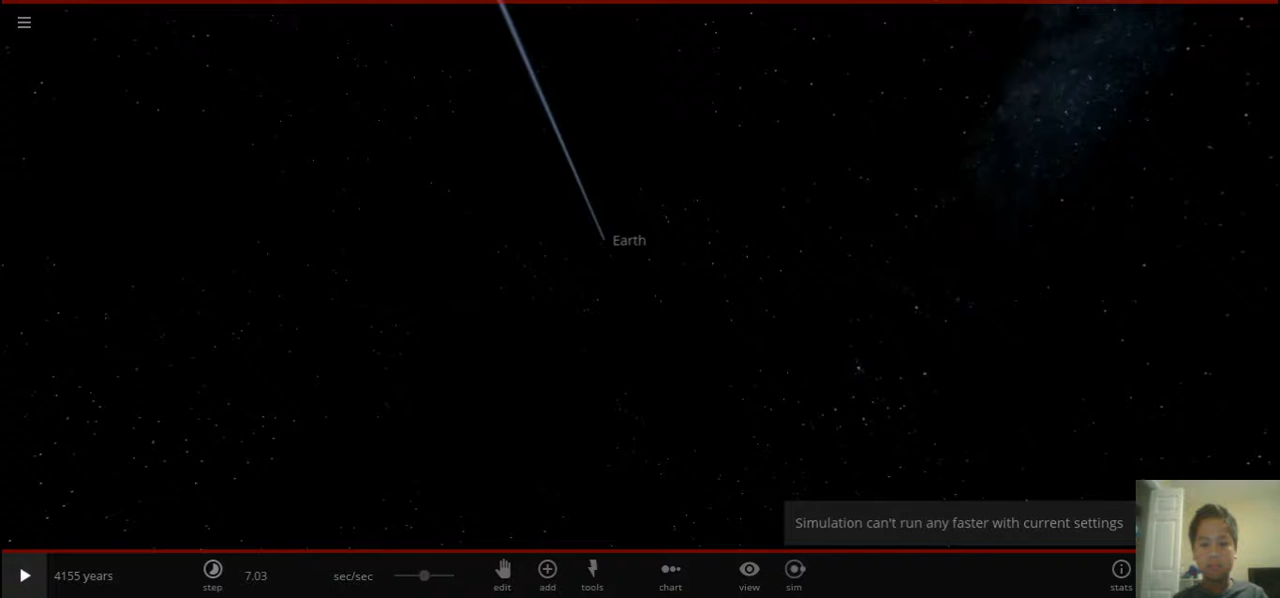 Earth
Simulation can't run any faster with current settings
4155 years
step
7.03
sec/sec
edit
add
tools
chart
view
sim
stats